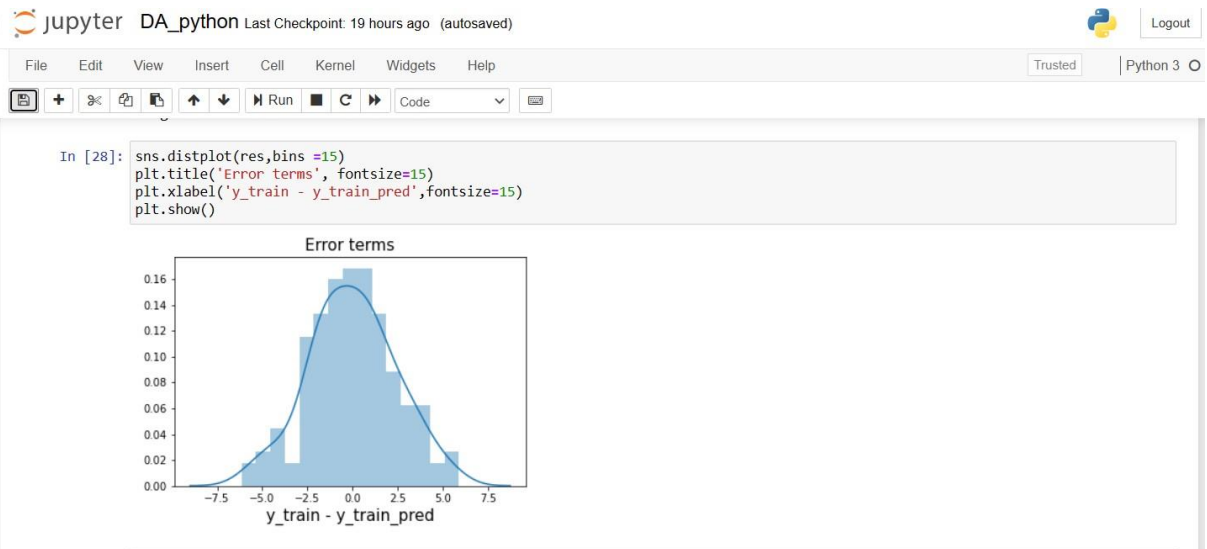 jupyter DA_python Last Checkpoint: 19 hours ago (autosaved)
Logout
File Edit View Insert Cell Kernel Widgets Help
Trusted
Python 3
Run
Code
In [28]: sns.distplot(res,bins =15)
plt.title('Error terms', fontsize=15)
plt.xlabel('y_train - y_train_pred',fontsize=15)
plt.show()
Error terms
0.16
0.14
0.12
0.10
0.08
0.06
0.04
0.02
0.00
−7.5 −5.0 −2.5 0.0 2.5 5.0 7.5
y_train - y_train_pred